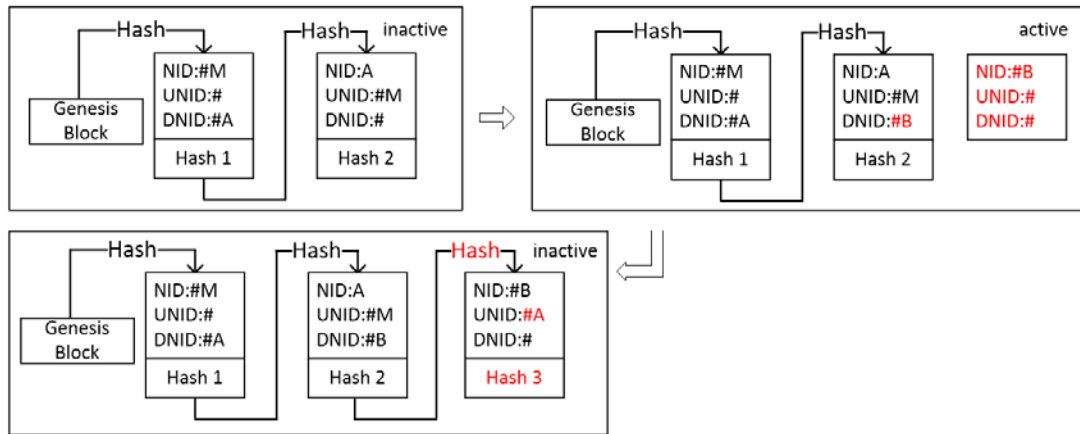 Hash
Hash
inactive
NID:#M
UNID:#
DNID:#A
Hash 1
NID:A
UNID:#M
DNID:#
Hash 2
Genesis
Block
Hash
Hash
active
NID:#M
UNID:#
DNID:#A
Hash 1
NID:A
UNID:#M
DNID:#B
Hash 2
NID:#B
UNID:#
DNID:#
Genesis
Block
Hash
Hash
Hash
inactive
NID:#M
UNID:#
DNID:#A
Hash 1
NID:A
UNID:#M
DNID:#B
Hash 2
NID:#B
UNID:#A
DNID:#
Hash 3
Genesis
Block